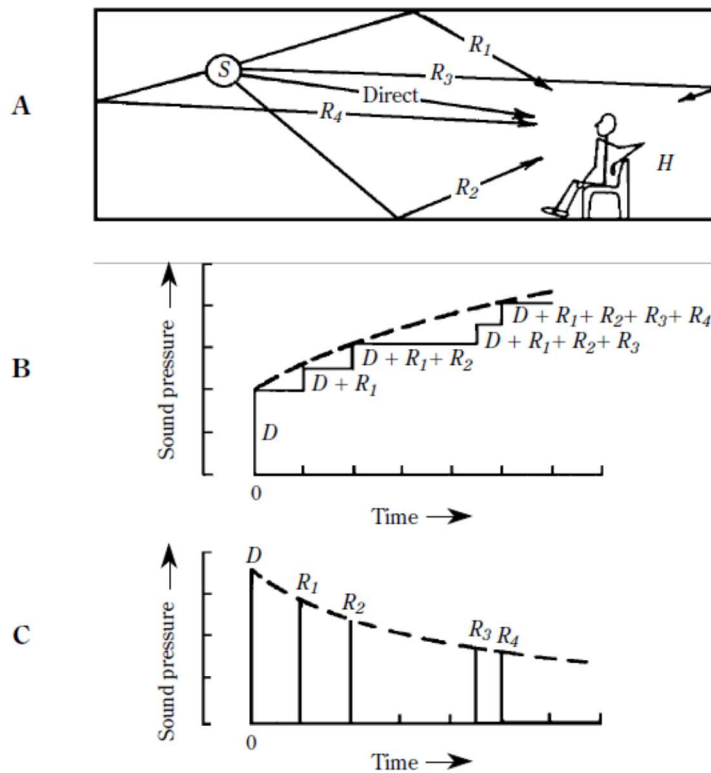 A
S
R1
R3
Direct
R4
R2
H
B
Sound pressure
D + R1 + R2 + R3 + R4
D + R1 + R2
D + R1 + R2 + R3
D + R1
D
0
Time
C
Sound pressure
D
R1
R2
R3 R4
0
Time